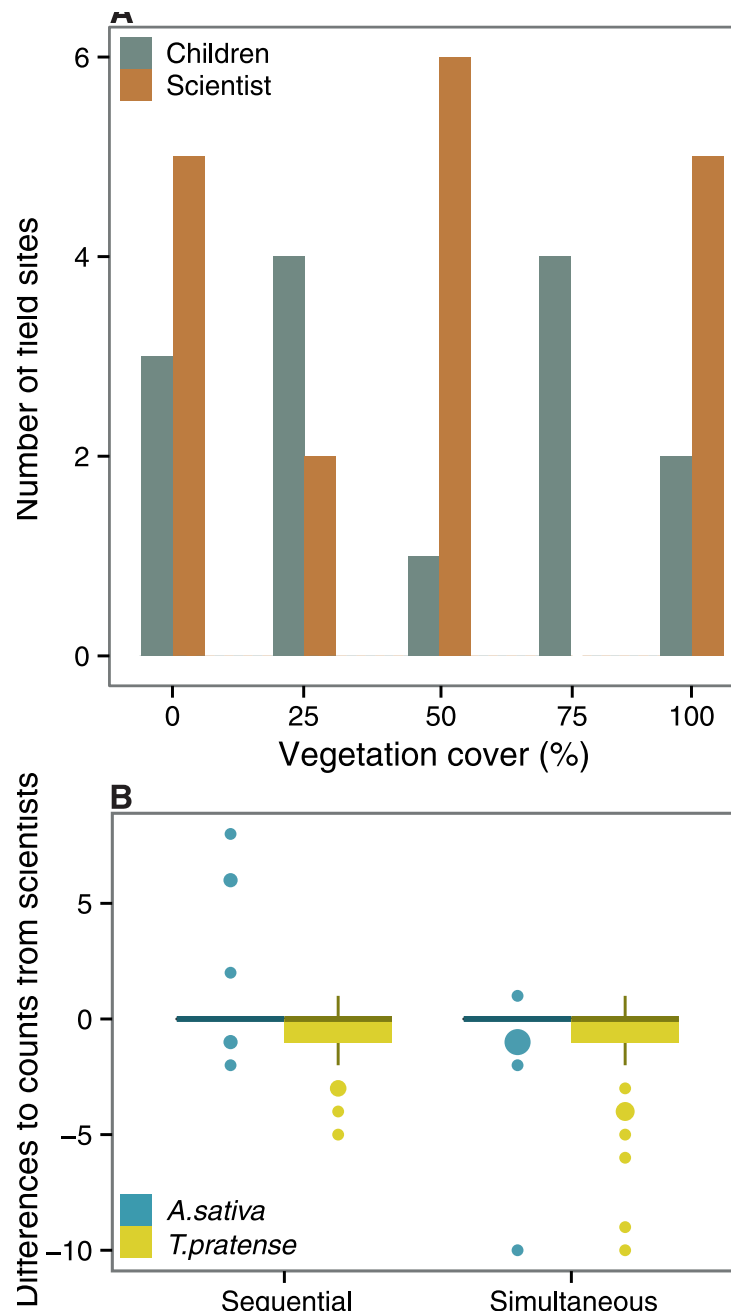 A
Children
Scientist
6
4
2
0
Number of field sites
0 25 50 75 100
Vegetation cover (%)
B
Differences to counts from scientists
5
0
−5
−10
A.sativa
T.pratense
Sequential Simultaneous